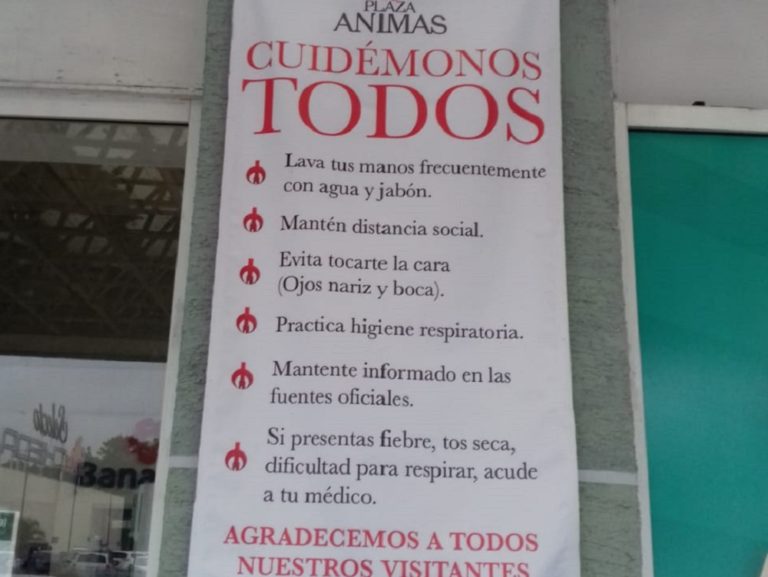 PLAZA
ANIMAS
CUIDÉMONOS
TODOS
Lava tus manos frecuentemente
con agua y jabón.
Mantén distancia social.
Evita tocarte la cara
(Ojos nariz y boca).
Practica higiene respiratoria.
Mantente informado en las
fuentes oficiales.
Si presentas fiebre, tos seca,
dificultad para respirar, acude
a tu médico.
AGRADECEMOS A TODOS
NUESTROS VISITANTES
Bana